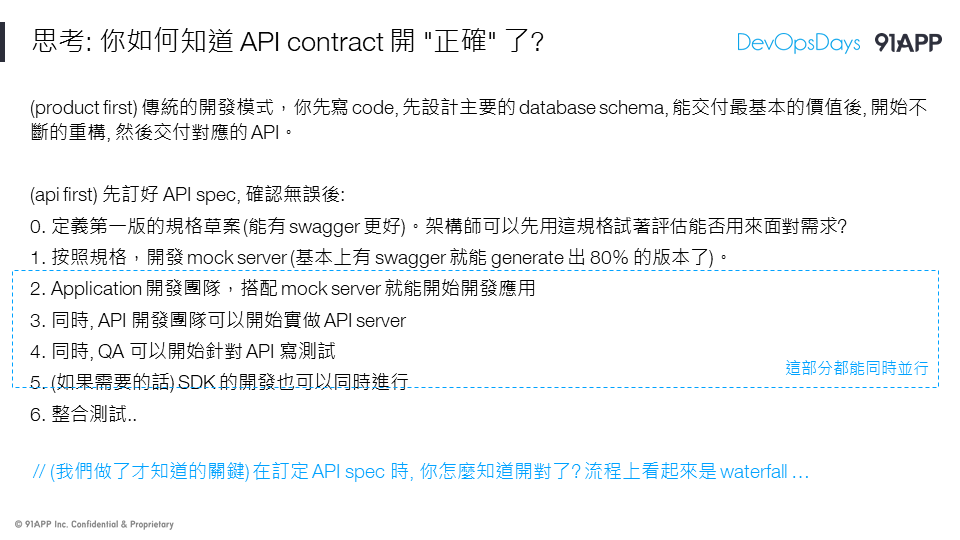 思考: 你如何知道 API contract 開 "正確" 了?
DevOpsDays 91APP
(product first) 傳統的開發模式，你先寫 code, 先設計主要的 database schema, 能交付最基本的價值後, 開始不
斷的重構, 然後交付對應的 API。
(api first) 先訂好 API spec, 確認無誤後:
0. 定義第一版的規格草案 (能有 swagger 更好)。架構師可以先用這規格試著評估能否用來面對需求?
1. 按照規格，開發 mock server (基本上有 swagger 就能 generate 出 80% 的版本了)。
2. Application 開發團隊，搭配 mock server 就能開始開發應用
3. 同時, API 開發團隊可以開始實做 API server
4. 同時, QA 可以開始針對 API 寫測試
這部分都能同時並行
5. (如果需要的話) SDK 的開發也可以同時進行
6. 整合測試..
// (我們做了才知道的關鍵) 在訂定 API spec 時, 你怎麼知道開對了? 流程上看起來是 waterfall ...
© 91APP Inc. Confidential & Proprietary